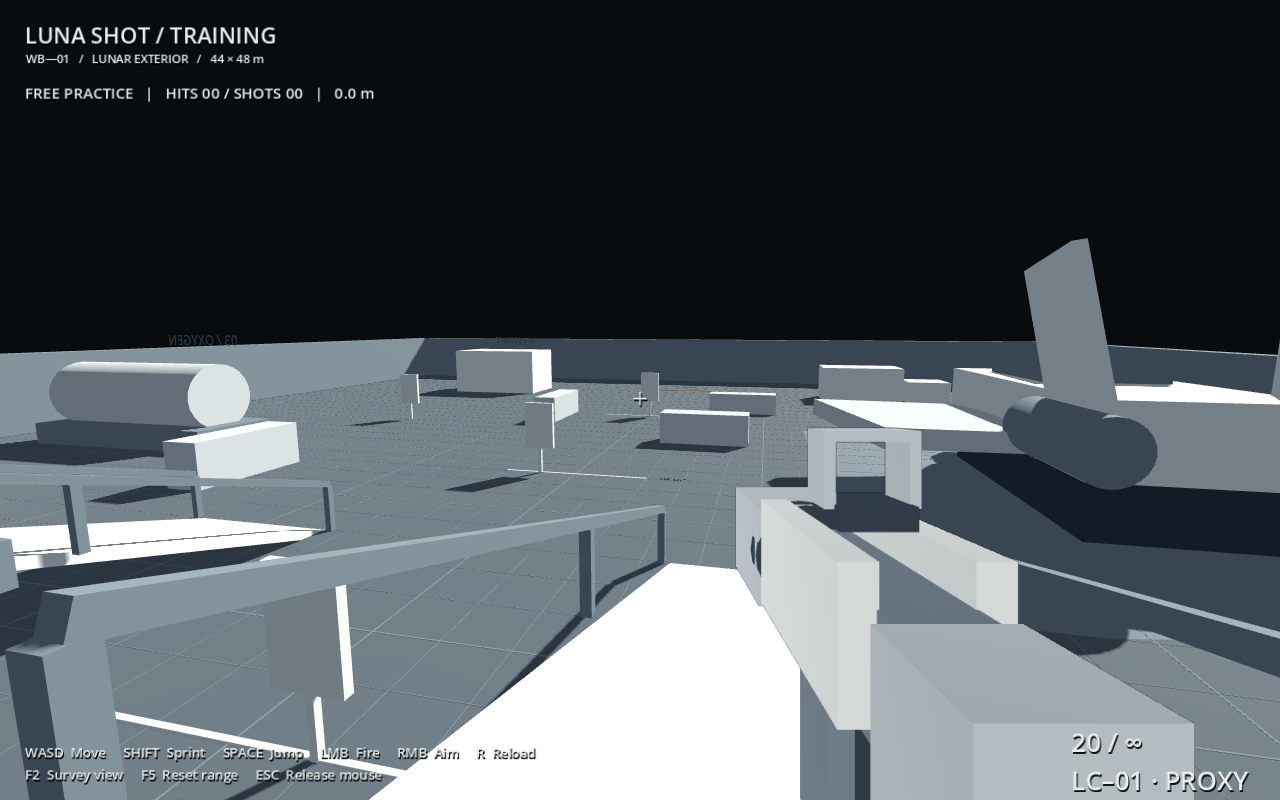 LUNA SHOT / TRAINING
WB—01 / LUNAR EXTERIOR / 44 × 48 m
FREE PRACTICE | HITS 00 / SHOTS 00 | 0.0 m
03 / OXYGEN
WASD Move SHIFT Sprint SPACE Jump LMB Fire RMB Aim R Reload
F2 Survey view F5 Reset range ESC Release mouse
20 / ∞
LC–01 · PROXY